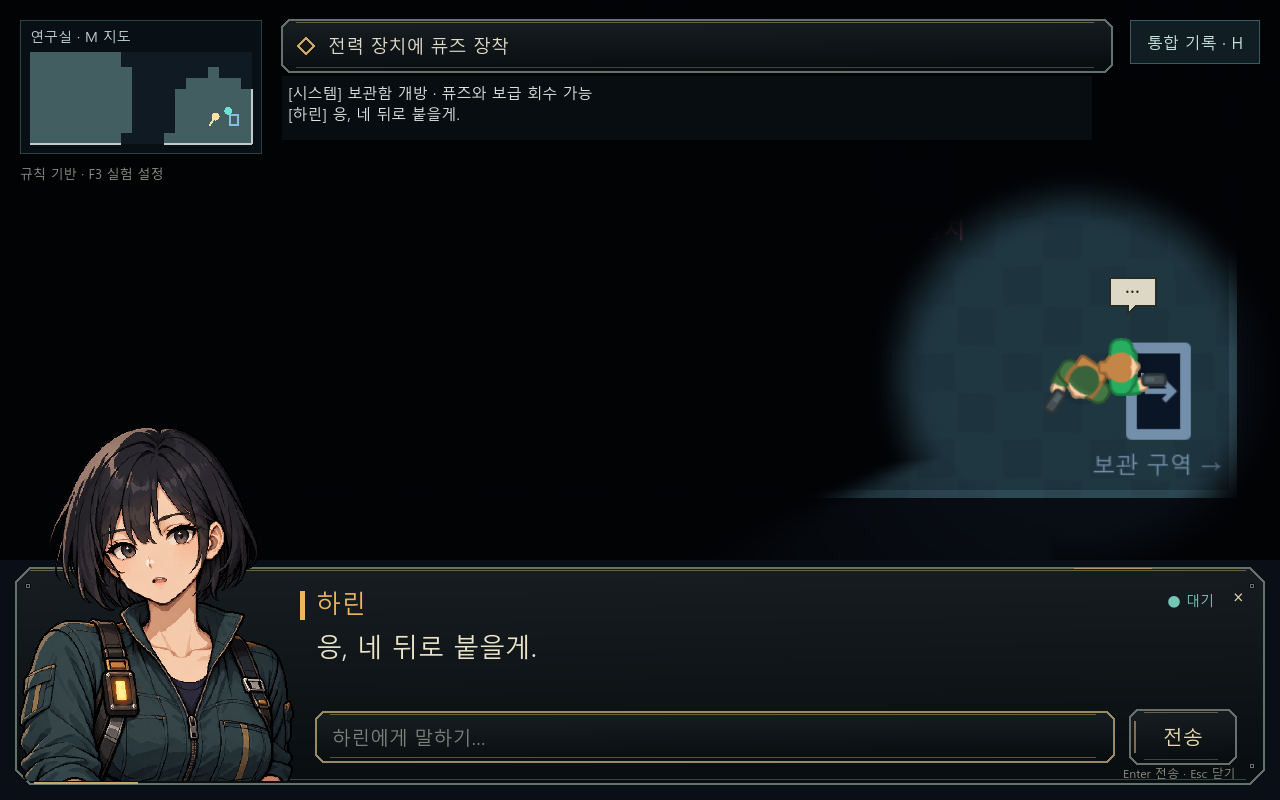 연구실 · M 지도
전력 장치에 퓨즈 장착
통합 기록 · H
[시스템] 보관함 개방 · 퓨즈와 보급 회수 가능
[하린] 응, 네 뒤로 붙을게.
규칙 기반 · F3 실험 설정
...
보관 구역 →
하린
대기 ×
응, 네 뒤로 붙을게.
하린에게 말하기...
전송
Enter 전송 · Esc 닫기